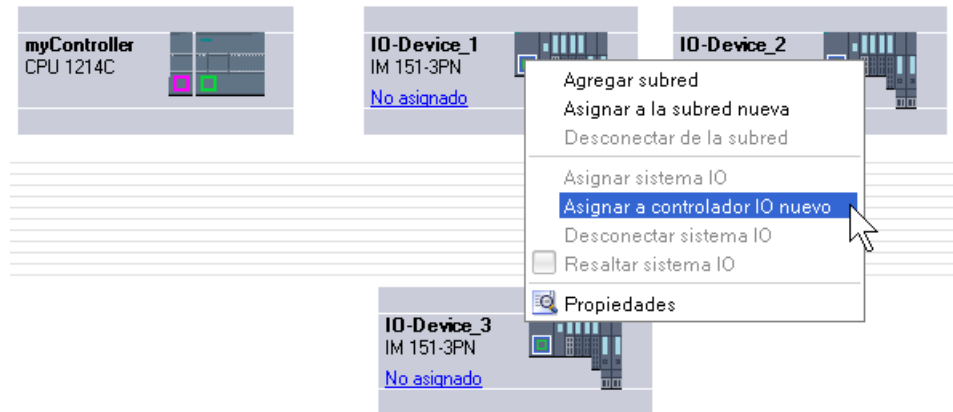 myController
CPU 1214C
IO-Device_1
IM 151-3PN
No asignado
IO-Device_2
Agregar subred
Asignar a la subred nueva
Desconectar de la subred
Asignar sistema IO
Asignar a controlador IO nuevo
Desconectar sistema IO
Resaltar sistema IO
Propiedades
IO-Device_3
IM 151-3PN
No asignado